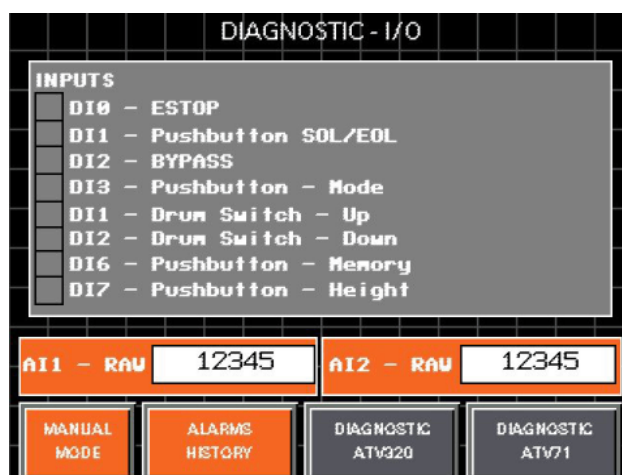 DIAGNOSTIC - I/O
INPUTS
DI0 - ESTOP
DI1 - Pushbutton SOL/EOL
DI2 - BYPASS
DI3 - Pushbutton - Mode
DI1 - Drum Switch - Up
DI2 - Drum Switch - Down
DI6 - Pushbutton - Memory
DI7 - Pushbutton - Height
AI1 - RAW 12345 AI2 - RAW 12345
MANUAL ALARMS DIAGNOSTIC DIAGNOSTIC
MODE HISTORY ATV320 ATV71